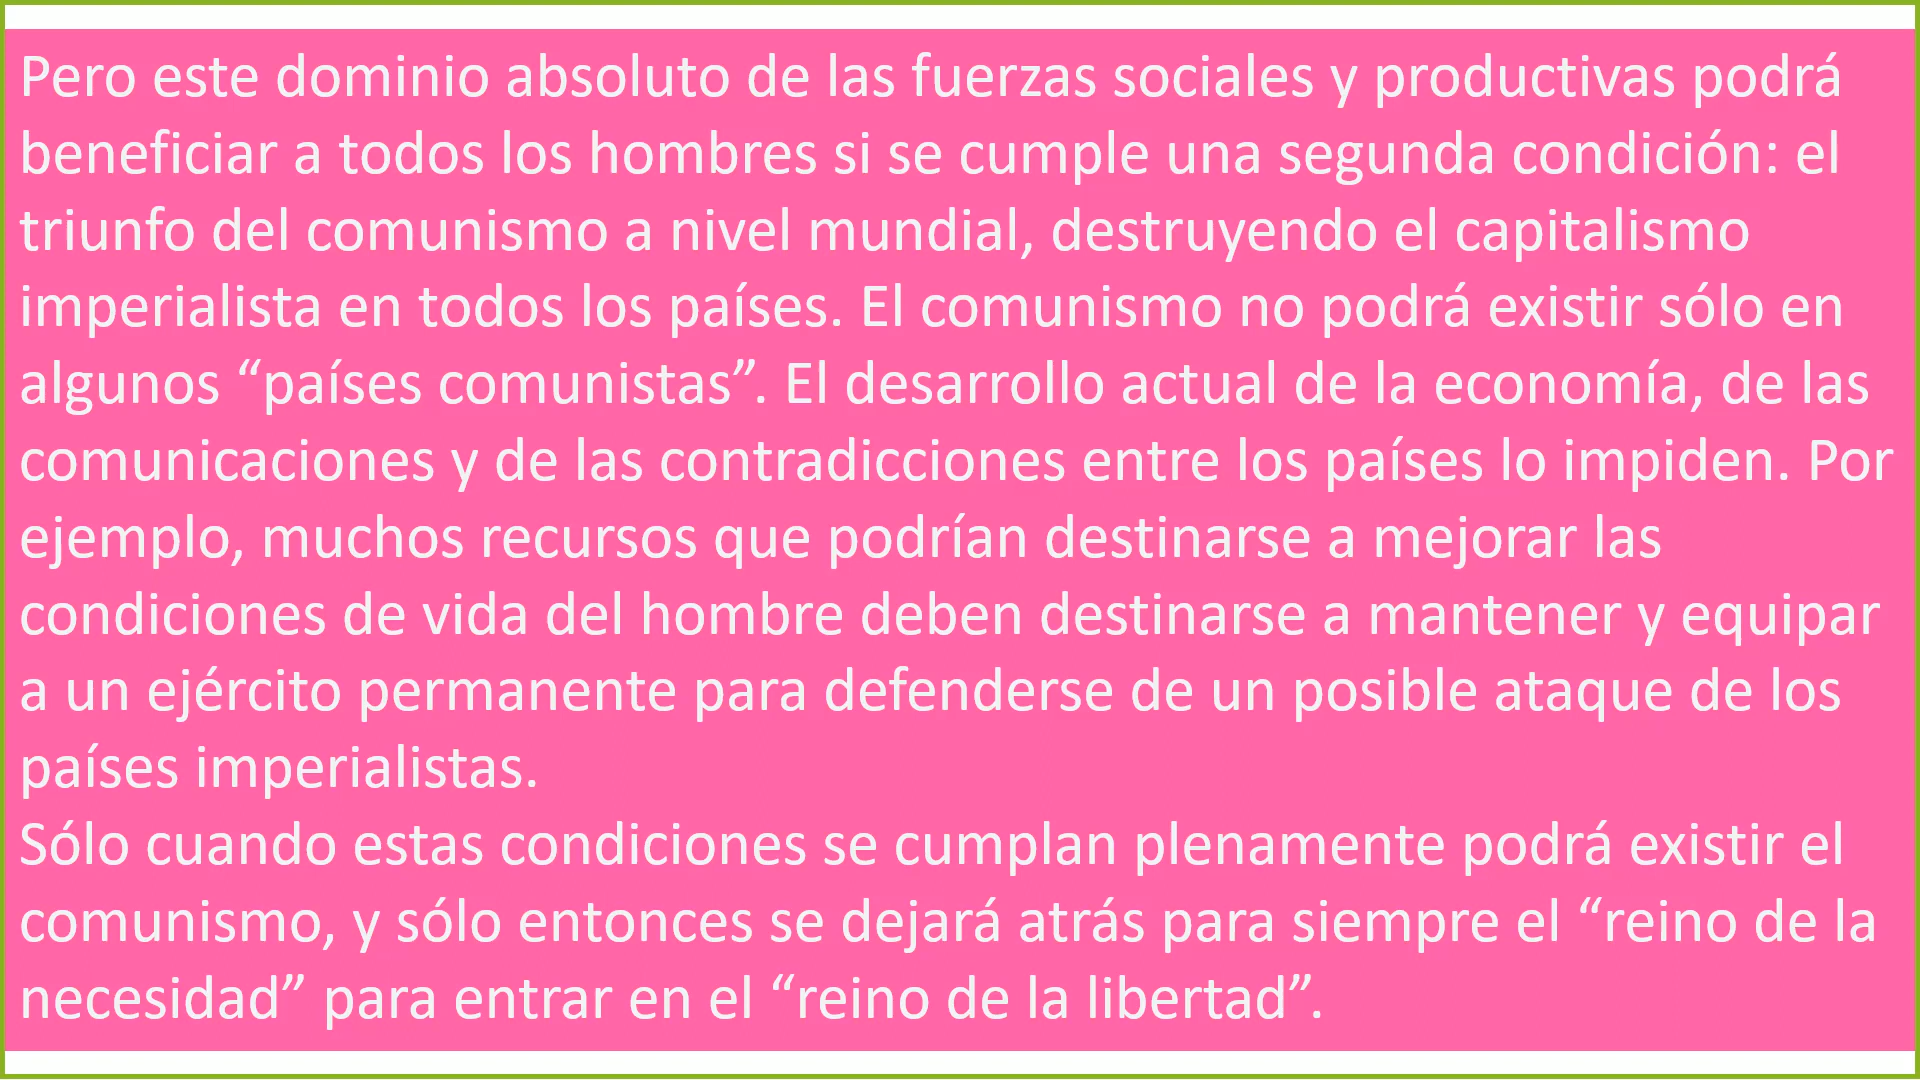 Pero este dominio absoluto de las fuerzas sociales y productivas podrá
beneficiar a todos los hombres si se cumple una segunda condición: el
triunfo del comunismo a nivel mundial, destruyendo el capitalismo
imperialista en todos los países. El comunismo no podrá existir sólo en
algunos “países comunistas”. El desarrollo actual de la economía, de las
comunicaciones y de las contradicciones entre los países lo impiden. Por
ejemplo, muchos recursos que podrían destinarse a mejorar las
condiciones de vida del hombre deben destinarse a mantener y equipar
a un ejército permanente para defenderse de un posible ataque de los
países imperialistas.
Sólo cuando estas condiciones se cumplan plenamente podrá existir el
comunismo, y sólo entonces se dejará atrás para siempre el “reino de la
necesidad” para entrar en el “reino de la libertad”.